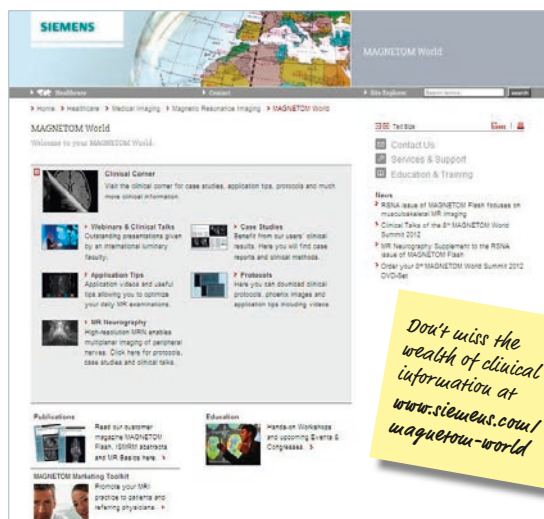 SIEMENS
MAGNETOM World
Healthcare
Contact
Site Explorer
search
Home Healthcare Medical Imaging Magnetic Resonance Imaging MAGNETOM World
MAGNETOM World
Welcome to your MAGNETOM World.
Text Size
Clinical Corner
Visit the clinical corner for case studies, application tips, protocols and much
more clinical information.
Webinars & Clinical Talks
Outstanding presentations given
by an international luminary
faculty.
Case Studies
Benefit from our users' clinical
results. Here you will find case
reports and clinical methods.
Application Tips
Application videos and useful
tips allowing you to optimize
your daily MR examinations.
Protocols
Here you can download clinical
protocols, phoenix images and
application tips including videos.
MR Neurography
High-resolution MRN enables
multiplanar imaging of peripheral
nerves. Click here for protocols,
case studies and clinical talks.
Contact Us
Services & Support
Education & Training
News
RSNA issue of MAGNETOM Flash focuses on
musculoskeletal MR imaging
Clinical Talks of the 8th MAGNETOM World
Summit 2012
MR Neurography Supplement to the RSNA
issue of MAGNETOM Flash
Order your 8th MAGNETOM World Summit 2012
DVD-Set
Don't miss the
wealth of clinical
information at
www.siemens.com/
magnetom-world
Publications
Read our customer
magazine MAGNETOM
Flash, ISMRM abstracts
and MR Basics here.
Education
Hands-on Workshops
and upcoming Events &
Congresses.
MAGNETOM Marketing Toolkit
Promote your MRI
practice to patients and
referring physicians.